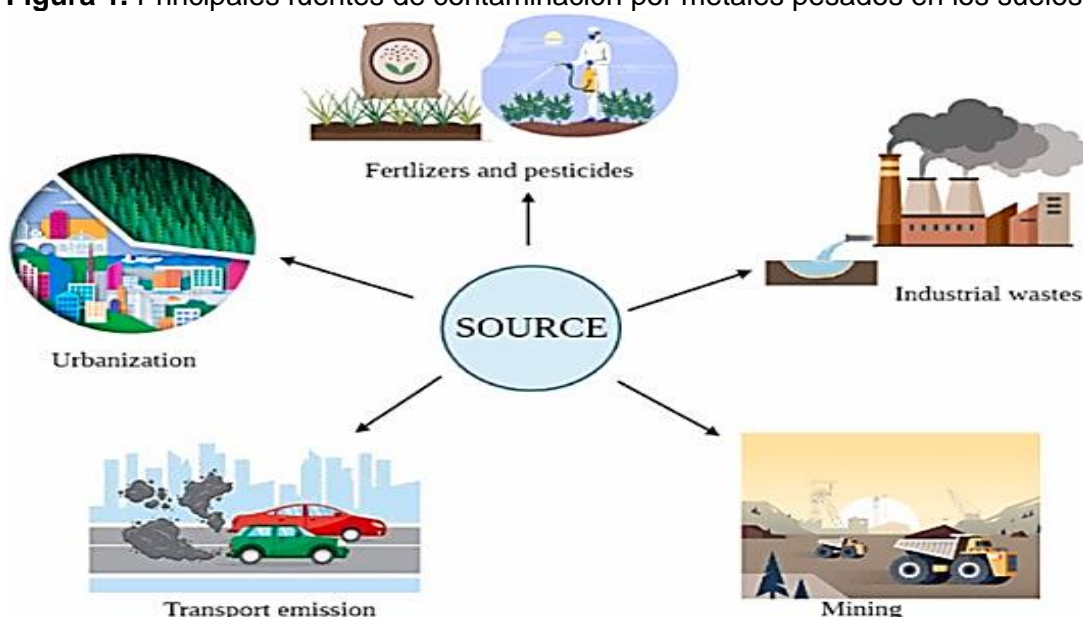 Figura 1. Principales fuentes de contaminación por metales pesados en los suelos
Fertlizers and pesticides
Industrial wastes
Urbanization
SOURCE
Transport emission
Mining